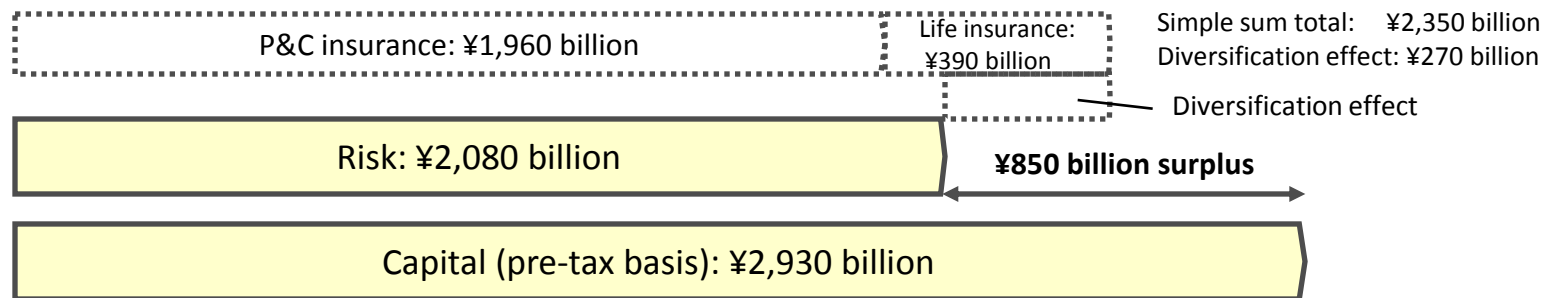 P&C insurance: ¥1,960 billion
Life insurance:
¥390 billion
Simple sum total: ¥2,350 billion
Diversification effect: ¥270 billion
Diversification effect
Risk: ¥2,080 billion
¥850 billion surplus
Capital (pre-tax basis): ¥2,930 billion